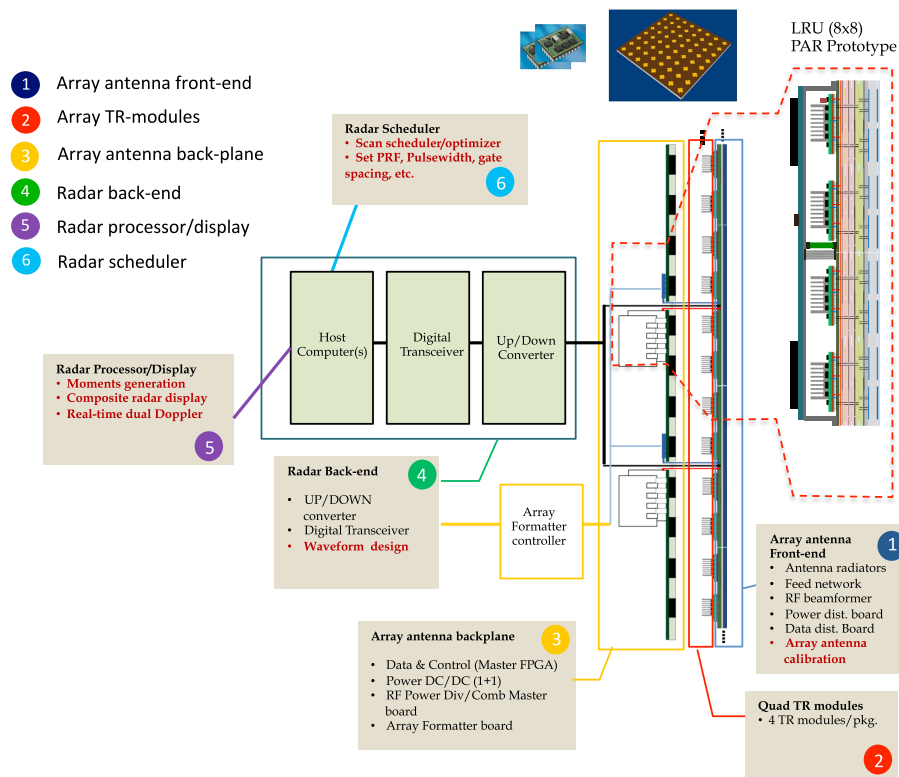 LRU (8x8)
PAR Prototype
1 Array antenna front-end
2 Array TR-modules
3 Array antenna back-plane
4 Radar back-end
5 Radar processor/display
6 Radar scheduler
Radar Scheduler
• Scan scheduler/optimizer
• Set PRF, Pulsewidth, gate
spacing, etc.
6
Host
Computer(s)
Digital
Transceiver
Up/Down
Converter
Radar Processor/Display
• Moments generation
• Composite radar display
• Real-time dual Doppler
5
Radar Back-end
4
• UP/DOWN
converter
• Digital Transceiver
• Waveform design
Array
Formatter
controller
Array antenna
Front-end
1
• Antenna radiators
• Feed network
• RF beamformer
• Power dist. board
• Data dist. Board
• Array antenna
calibration
Array antenna backplane
3
• Data & Control (Master FPGA)
• Power DC/DC (1+1)
• RF Power Div/Comb Master
board
• Array Formatter board
Quad TR modules
• 4 TR modules/pkg.
2